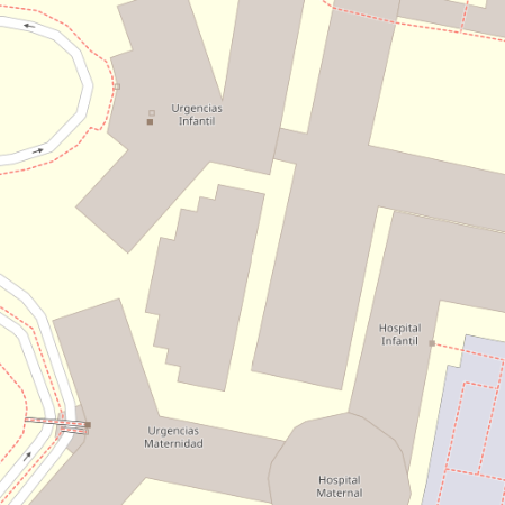 Urgencias
Infantil
Hospital
Infantil
Urgencias
Maternidad
Hospital
Maternal